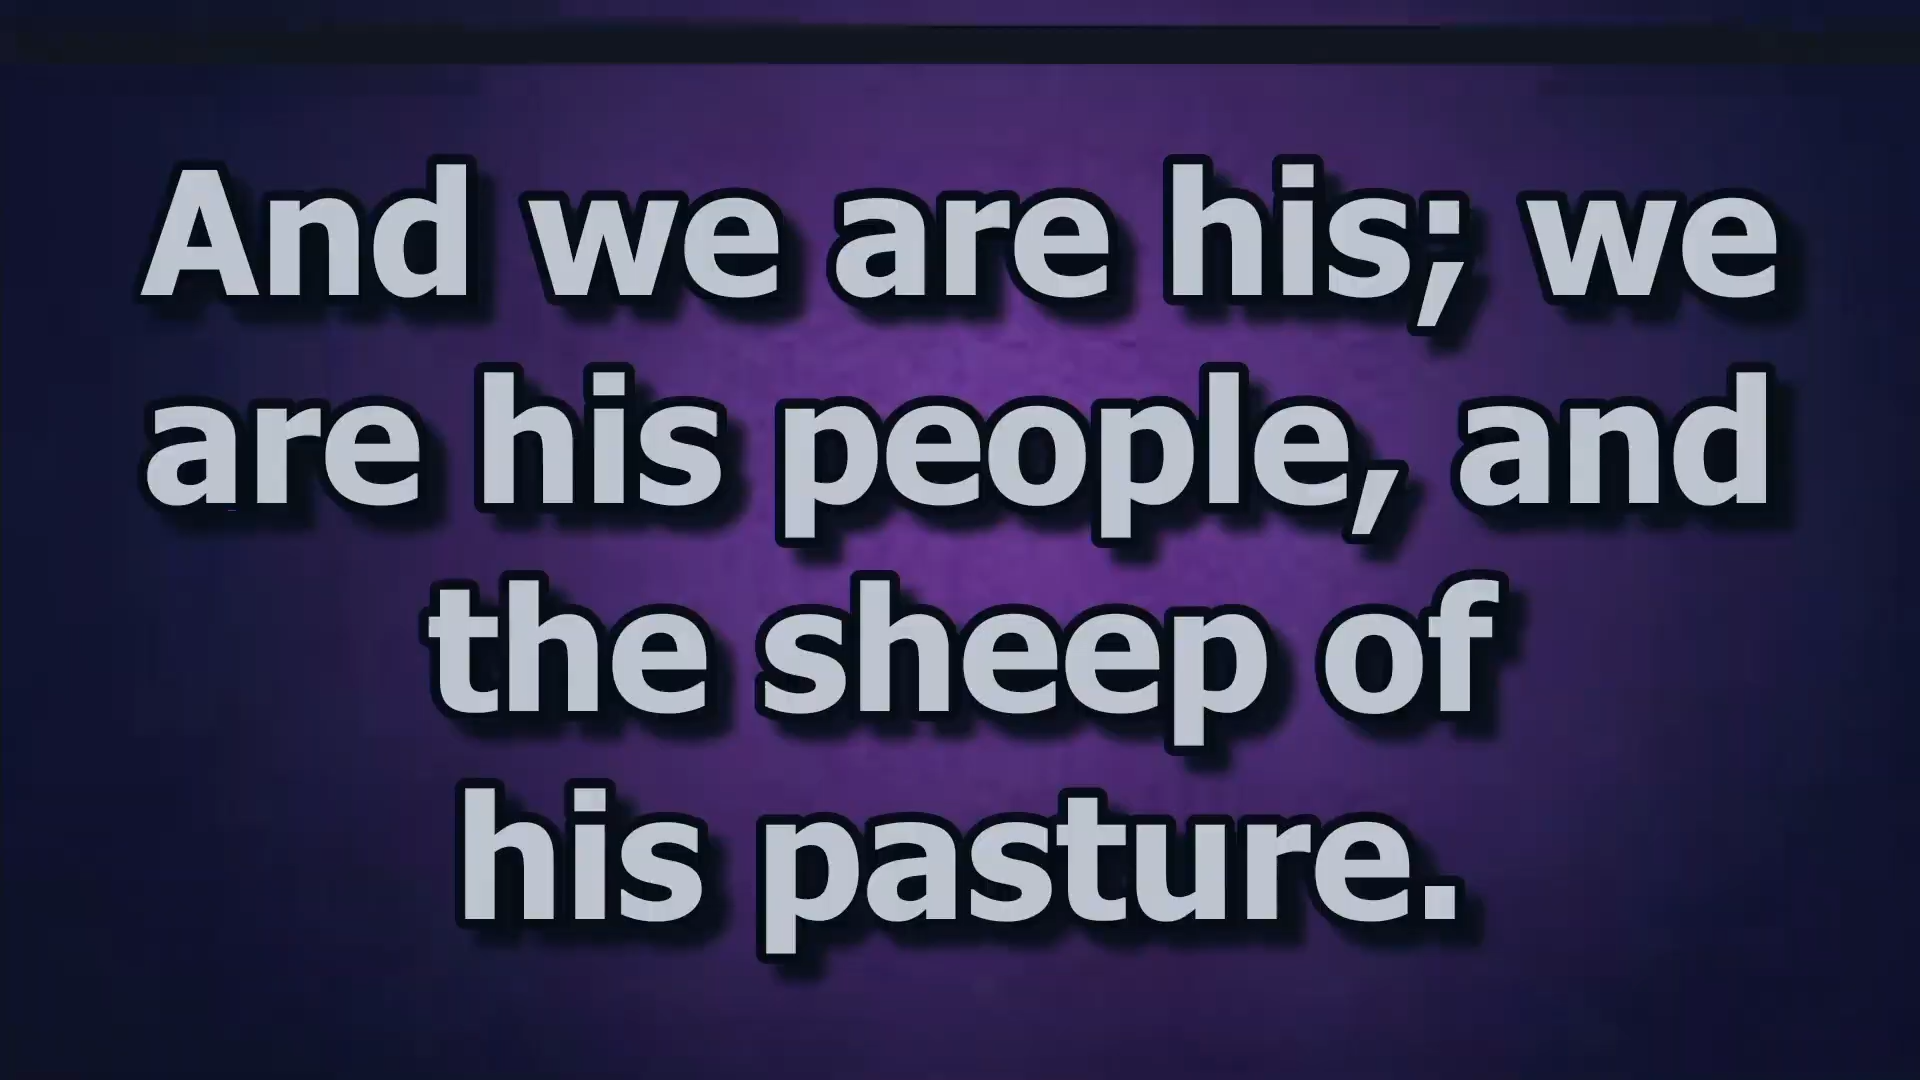 And we are his; we
are his people, and
the sheep of
his pasture.